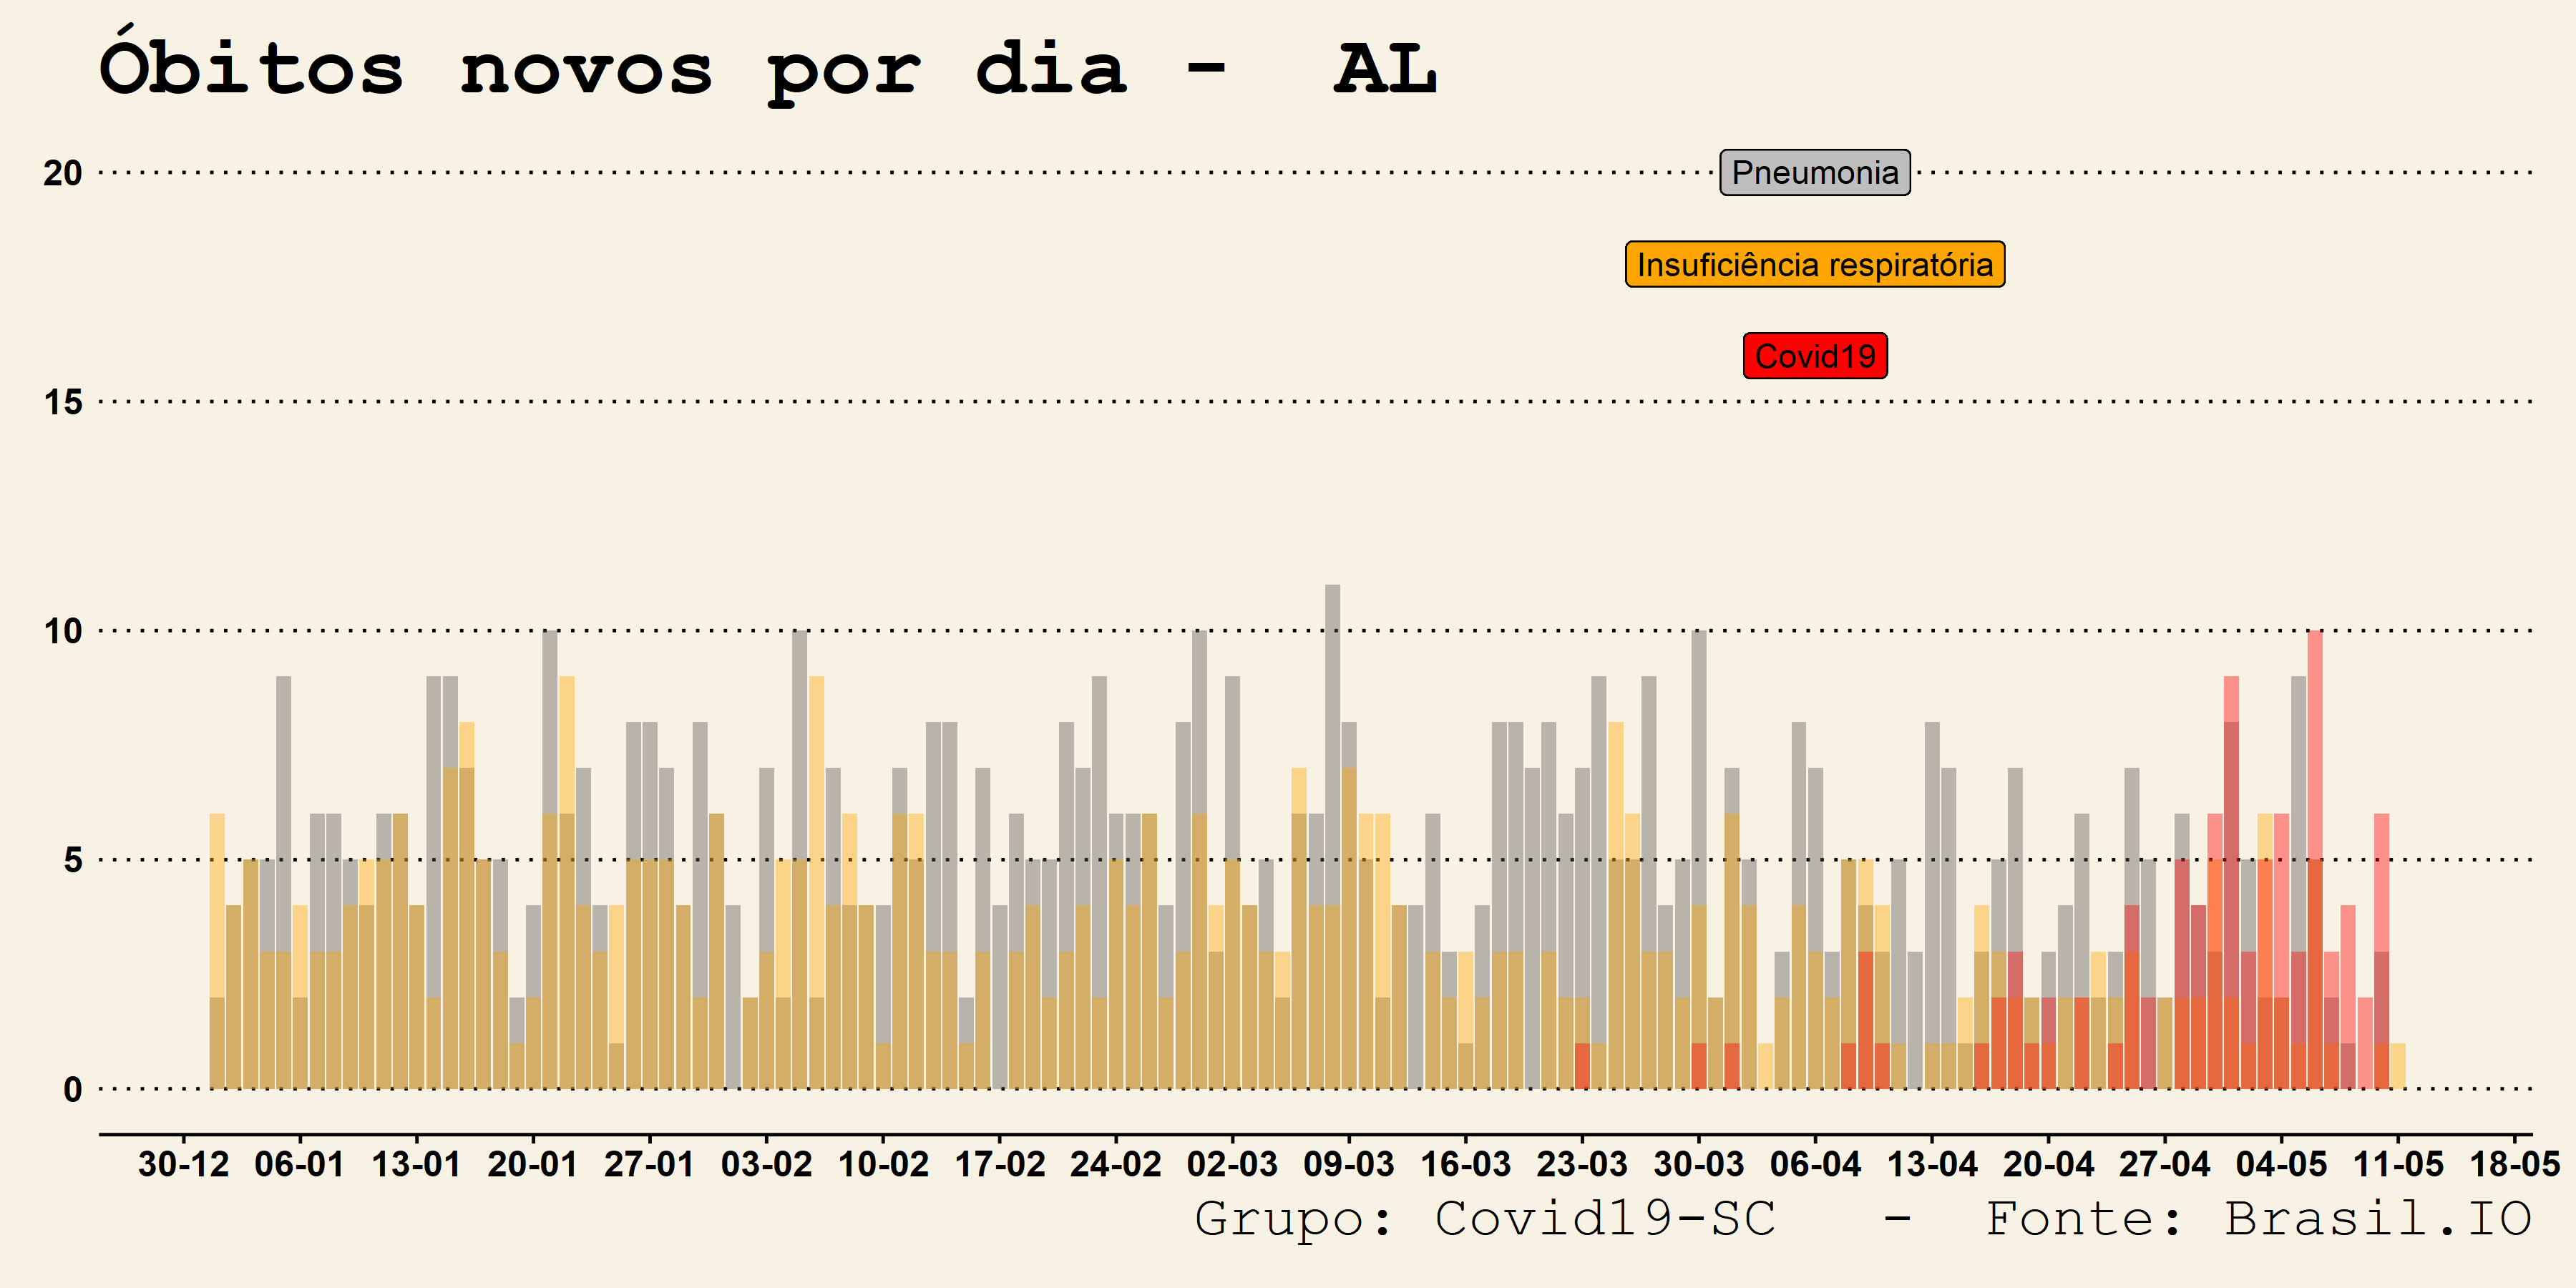 Óbitos novos por dia - AL
20
Pneumonia
Insuficiência respiratória
Covid19
15
10
5
0
30-12 06-01 13-01 20-01 27-01 03-02 10-02 17-02 24-02 02-03 09-03 16-03 23-03 30-03 06-04 13-04 20-04 27-04 04-05 11-05 18-05
Grupo: Covid19-SC - Fonte: Brasil.IO